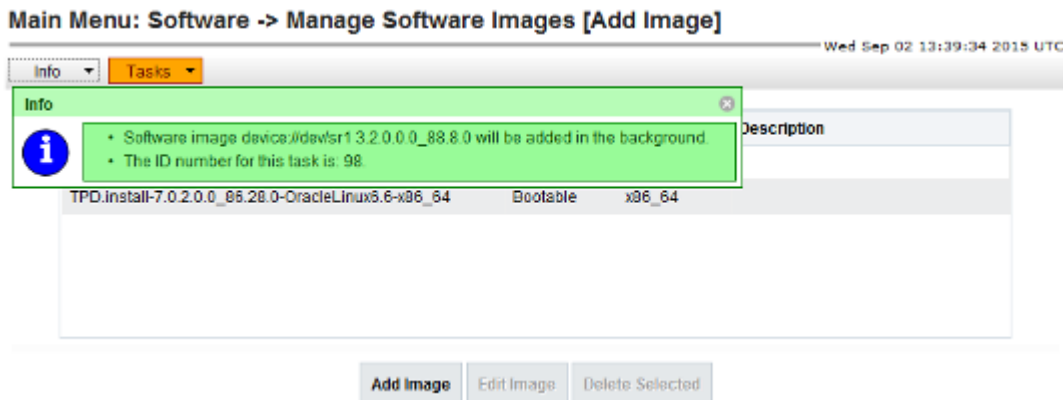 Main Menu: Software -> Manage Software Images [Add Image]
Wed Sep 02 13:39:34 2015 UTC
Info
Tasks
Info
• Software image device://dev/sr1 3.2.0.0.0_88.8.0 will be added in the background.
• The ID number for this task is: 98.
Description
TPD.install-7.0.2.0.0_86.28.0-OracleLinux6.6-x86_64 Bootable x86_64
Add Image Edit Image Delete Selected